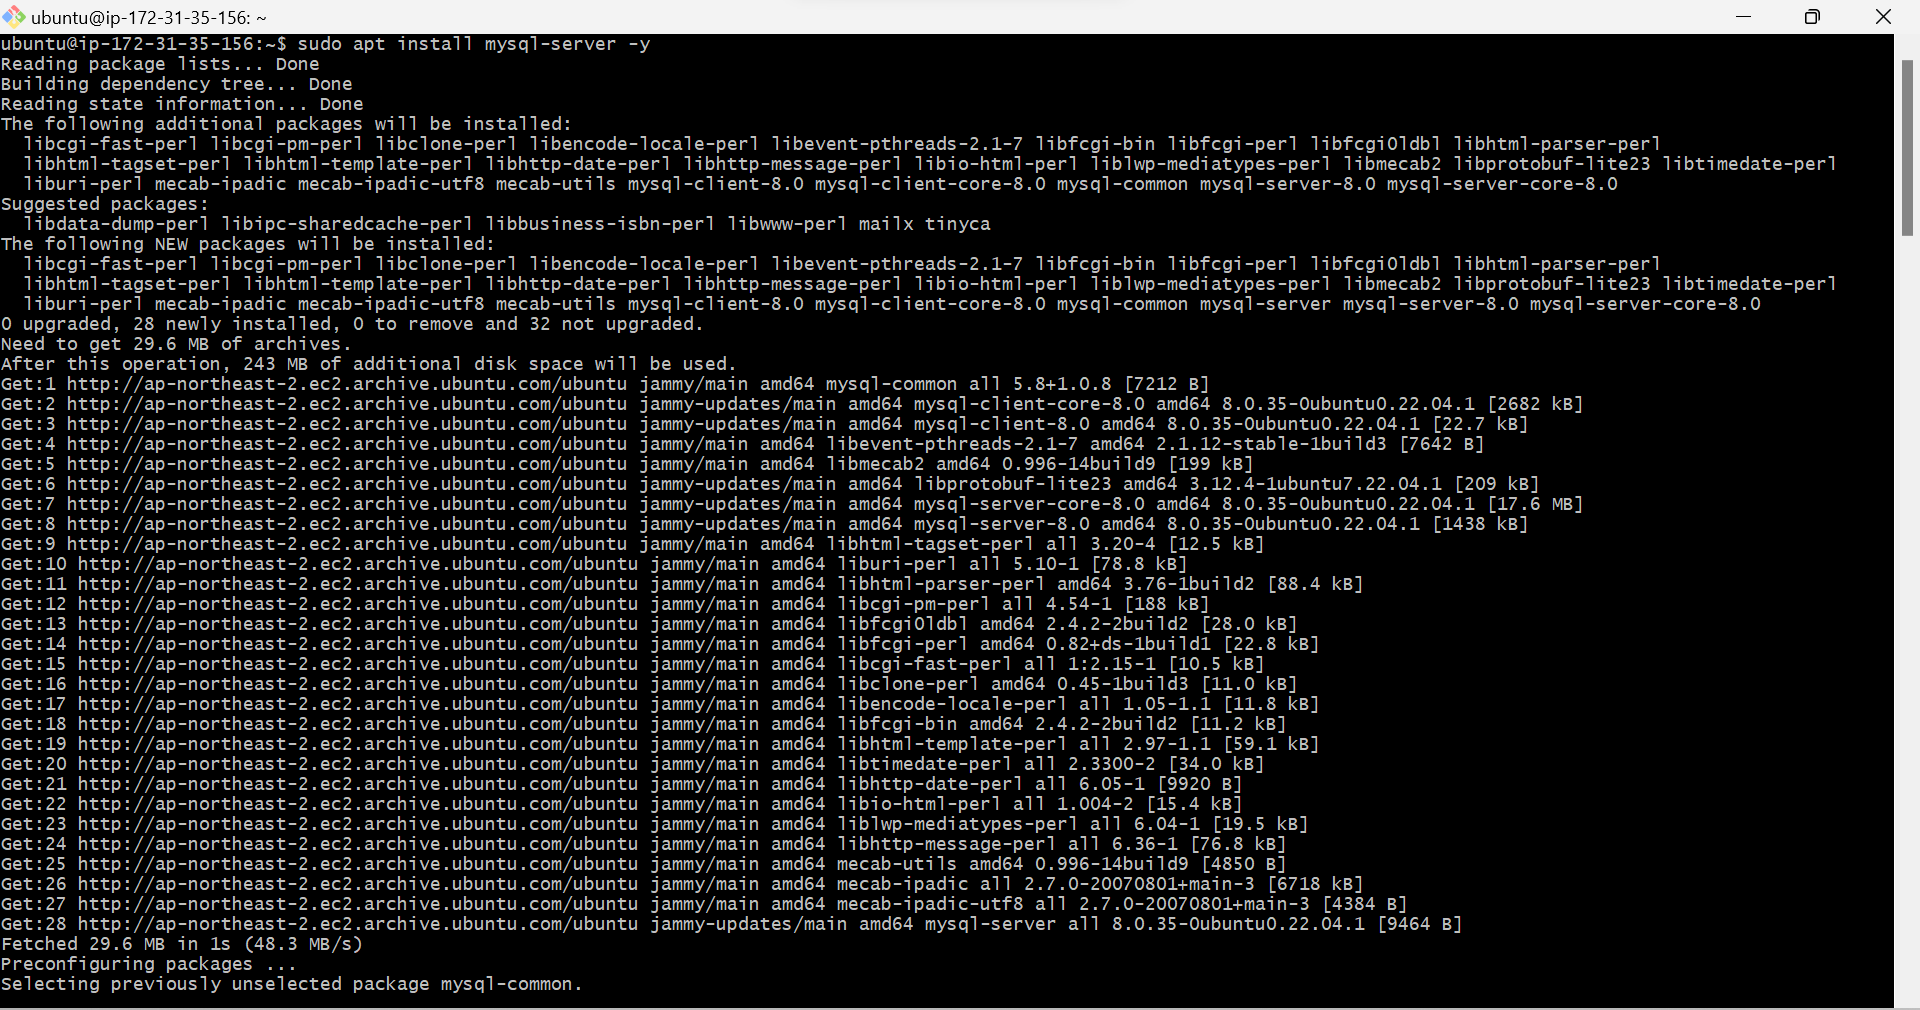 ubuntu@ip-172-31-35-156: ~
ubuntu@ip-172-31-35-156:~$ sudo apt install mysql-server -y
Reading package lists... Done
Building dependency tree... Done
Reading state information... Done
The following additional packages will be installed:
  libcgi-fast-perl libcgi-pm-perl libclone-perl libencode-locale-perl libevent-pthreads-2.1-7 libfcgi-bin libfcgi-perl libfcgi0ldbl libhtml-parser-perl
  libhtml-tagset-perl libhtml-template-perl libhttp-date-perl libhttp-message-perl libio-html-perl liblwp-mediatypes-perl libmecab2 libprotobuf-lite23 libtimedate-perl
  liburi-perl mecab-ipadic mecab-ipadic-utf8 mecab-utils mysql-client-8.0 mysql-client-core-8.0 mysql-common mysql-server-8.0 mysql-server-core-8.0
Suggested packages:
  libdata-dump-perl libipc-sharedcache-perl libbusiness-isbn-perl libwww-perl mailx tinyca
The following NEW packages will be installed:
  libcgi-fast-perl libcgi-pm-perl libclone-perl libencode-locale-perl libevent-pthreads-2.1-7 libfcgi-bin libfcgi-perl libfcgi0ldbl libhtml-parser-perl
  libhtml-tagset-perl libhtml-template-perl libhttp-date-perl libhttp-message-perl libio-html-perl liblwp-mediatypes-perl libmecab2 libprotobuf-lite23 libtimedate-perl
  liburi-perl mecab-ipadic mecab-ipadic-utf8 mecab-utils mysql-client-8.0 mysql-client-core-8.0 mysql-common mysql-server mysql-server-8.0 mysql-server-core-8.0
0 upgraded, 28 newly installed, 0 to remove and 32 not upgraded.
Need to get 29.6 MB of archives.
After this operation, 243 MB of additional disk space will be used.
Get:1 http://ap-northeast-2.ec2.archive.ubuntu.com/ubuntu jammy/main amd64 mysql-common all 5.8+1.0.8 [7212 B]
Get:2 http://ap-northeast-2.ec2.archive.ubuntu.com/ubuntu jammy-updates/main amd64 mysql-client-core-8.0 amd64 8.0.35-0ubuntu0.22.04.1 [2682 kB]
Get:3 http://ap-northeast-2.ec2.archive.ubuntu.com/ubuntu jammy-updates/main amd64 mysql-client-8.0 amd64 8.0.35-0ubuntu0.22.04.1 [22.7 kB]
Get:4 http://ap-northeast-2.ec2.archive.ubuntu.com/ubuntu jammy/main amd64 libevent-pthreads-2.1-7 amd64 2.1.12-stable-1build3 [7642 B]
Get:5 http://ap-northeast-2.ec2.archive.ubuntu.com/ubuntu jammy/main amd64 libmecab2 amd64 0.996-14build9 [199 kB]
Get:6 http://ap-northeast-2.ec2.archive.ubuntu.com/ubuntu jammy-updates/main amd64 libprotobuf-lite23 amd64 3.12.4-1ubuntu7.22.04.1 [209 kB]
Get:7 http://ap-northeast-2.ec2.archive.ubuntu.com/ubuntu jammy-updates/main amd64 mysql-server-core-8.0 amd64 8.0.35-0ubuntu0.22.04.1 [17.6 MB]
Get:8 http://ap-northeast-2.ec2.archive.ubuntu.com/ubuntu jammy-updates/main amd64 mysql-server-8.0 amd64 8.0.35-0ubuntu0.22.04.1 [1438 kB]
Get:9 http://ap-northeast-2.ec2.archive.ubuntu.com/ubuntu jammy/main amd64 libhtml-tagset-perl all 3.20-4 [12.5 kB]
Get:10 http://ap-northeast-2.ec2.archive.ubuntu.com/ubuntu jammy/main amd64 liburi-perl all 5.10-1 [78.8 kB]
Get:11 http://ap-northeast-2.ec2.archive.ubuntu.com/ubuntu jammy/main amd64 libhtml-parser-perl amd64 3.76-1build2 [88.4 kB]
Get:12 http://ap-northeast-2.ec2.archive.ubuntu.com/ubuntu jammy/main amd64 libcgi-pm-perl all 4.54-1 [188 kB]
Get:13 http://ap-northeast-2.ec2.archive.ubuntu.com/ubuntu jammy/main amd64 libfcgi0ldbl amd64 2.4.2-2build2 [28.0 kB]
Get:14 http://ap-northeast-2.ec2.archive.ubuntu.com/ubuntu jammy/main amd64 libfcgi-perl amd64 0.82+ds-1build1 [22.8 kB]
Get:15 http://ap-northeast-2.ec2.archive.ubuntu.com/ubuntu jammy/main amd64 libcgi-fast-perl all 1:2.15-1 [10.5 kB]
Get:16 http://ap-northeast-2.ec2.archive.ubuntu.com/ubuntu jammy/main amd64 libclone-perl amd64 0.45-1build3 [11.0 kB]
Get:17 http://ap-northeast-2.ec2.archive.ubuntu.com/ubuntu jammy/main amd64 libencode-locale-perl all 1.05-1.1 [11.8 kB]
Get:18 http://ap-northeast-2.ec2.archive.ubuntu.com/ubuntu jammy/main amd64 libfcgi-bin amd64 2.4.2-2build2 [11.2 kB]
Get:19 http://ap-northeast-2.ec2.archive.ubuntu.com/ubuntu jammy/main amd64 libhtml-template-perl all 2.97-1.1 [59.1 kB]
Get:20 http://ap-northeast-2.ec2.archive.ubuntu.com/ubuntu jammy/main amd64 libtimedate-perl all 2.3300-2 [34.0 kB]
Get:21 http://ap-northeast-2.ec2.archive.ubuntu.com/ubuntu jammy/main amd64 libhttp-date-perl all 6.05-1 [9920 B]
Get:22 http://ap-northeast-2.ec2.archive.ubuntu.com/ubuntu jammy/main amd64 libio-html-perl all 1.004-2 [15.4 kB]
Get:23 http://ap-northeast-2.ec2.archive.ubuntu.com/ubuntu jammy/main amd64 liblwp-mediatypes-perl all 6.04-1 [19.5 kB]
Get:24 http://ap-northeast-2.ec2.archive.ubuntu.com/ubuntu jammy/main amd64 libhttp-message-perl all 6.36-1 [76.8 kB]
Get:25 http://ap-northeast-2.ec2.archive.ubuntu.com/ubuntu jammy/main amd64 mecab-utils amd64 0.996-14build9 [4850 B]
Get:26 http://ap-northeast-2.ec2.archive.ubuntu.com/ubuntu jammy/main amd64 mecab-ipadic all 2.7.0-20070801+main-3 [6718 kB]
Get:27 http://ap-northeast-2.ec2.archive.ubuntu.com/ubuntu jammy/main amd64 mecab-ipadic-utf8 all 2.7.0-20070801+main-3 [4384 B]
Get:28 http://ap-northeast-2.ec2.archive.ubuntu.com/ubuntu jammy-updates/main amd64 mysql-server all 8.0.35-0ubuntu0.22.04.1 [9464 B]
Fetched 29.6 MB in 1s (48.3 MB/s)
Preconfiguring packages ...
Selecting previously unselected package mysql-common.